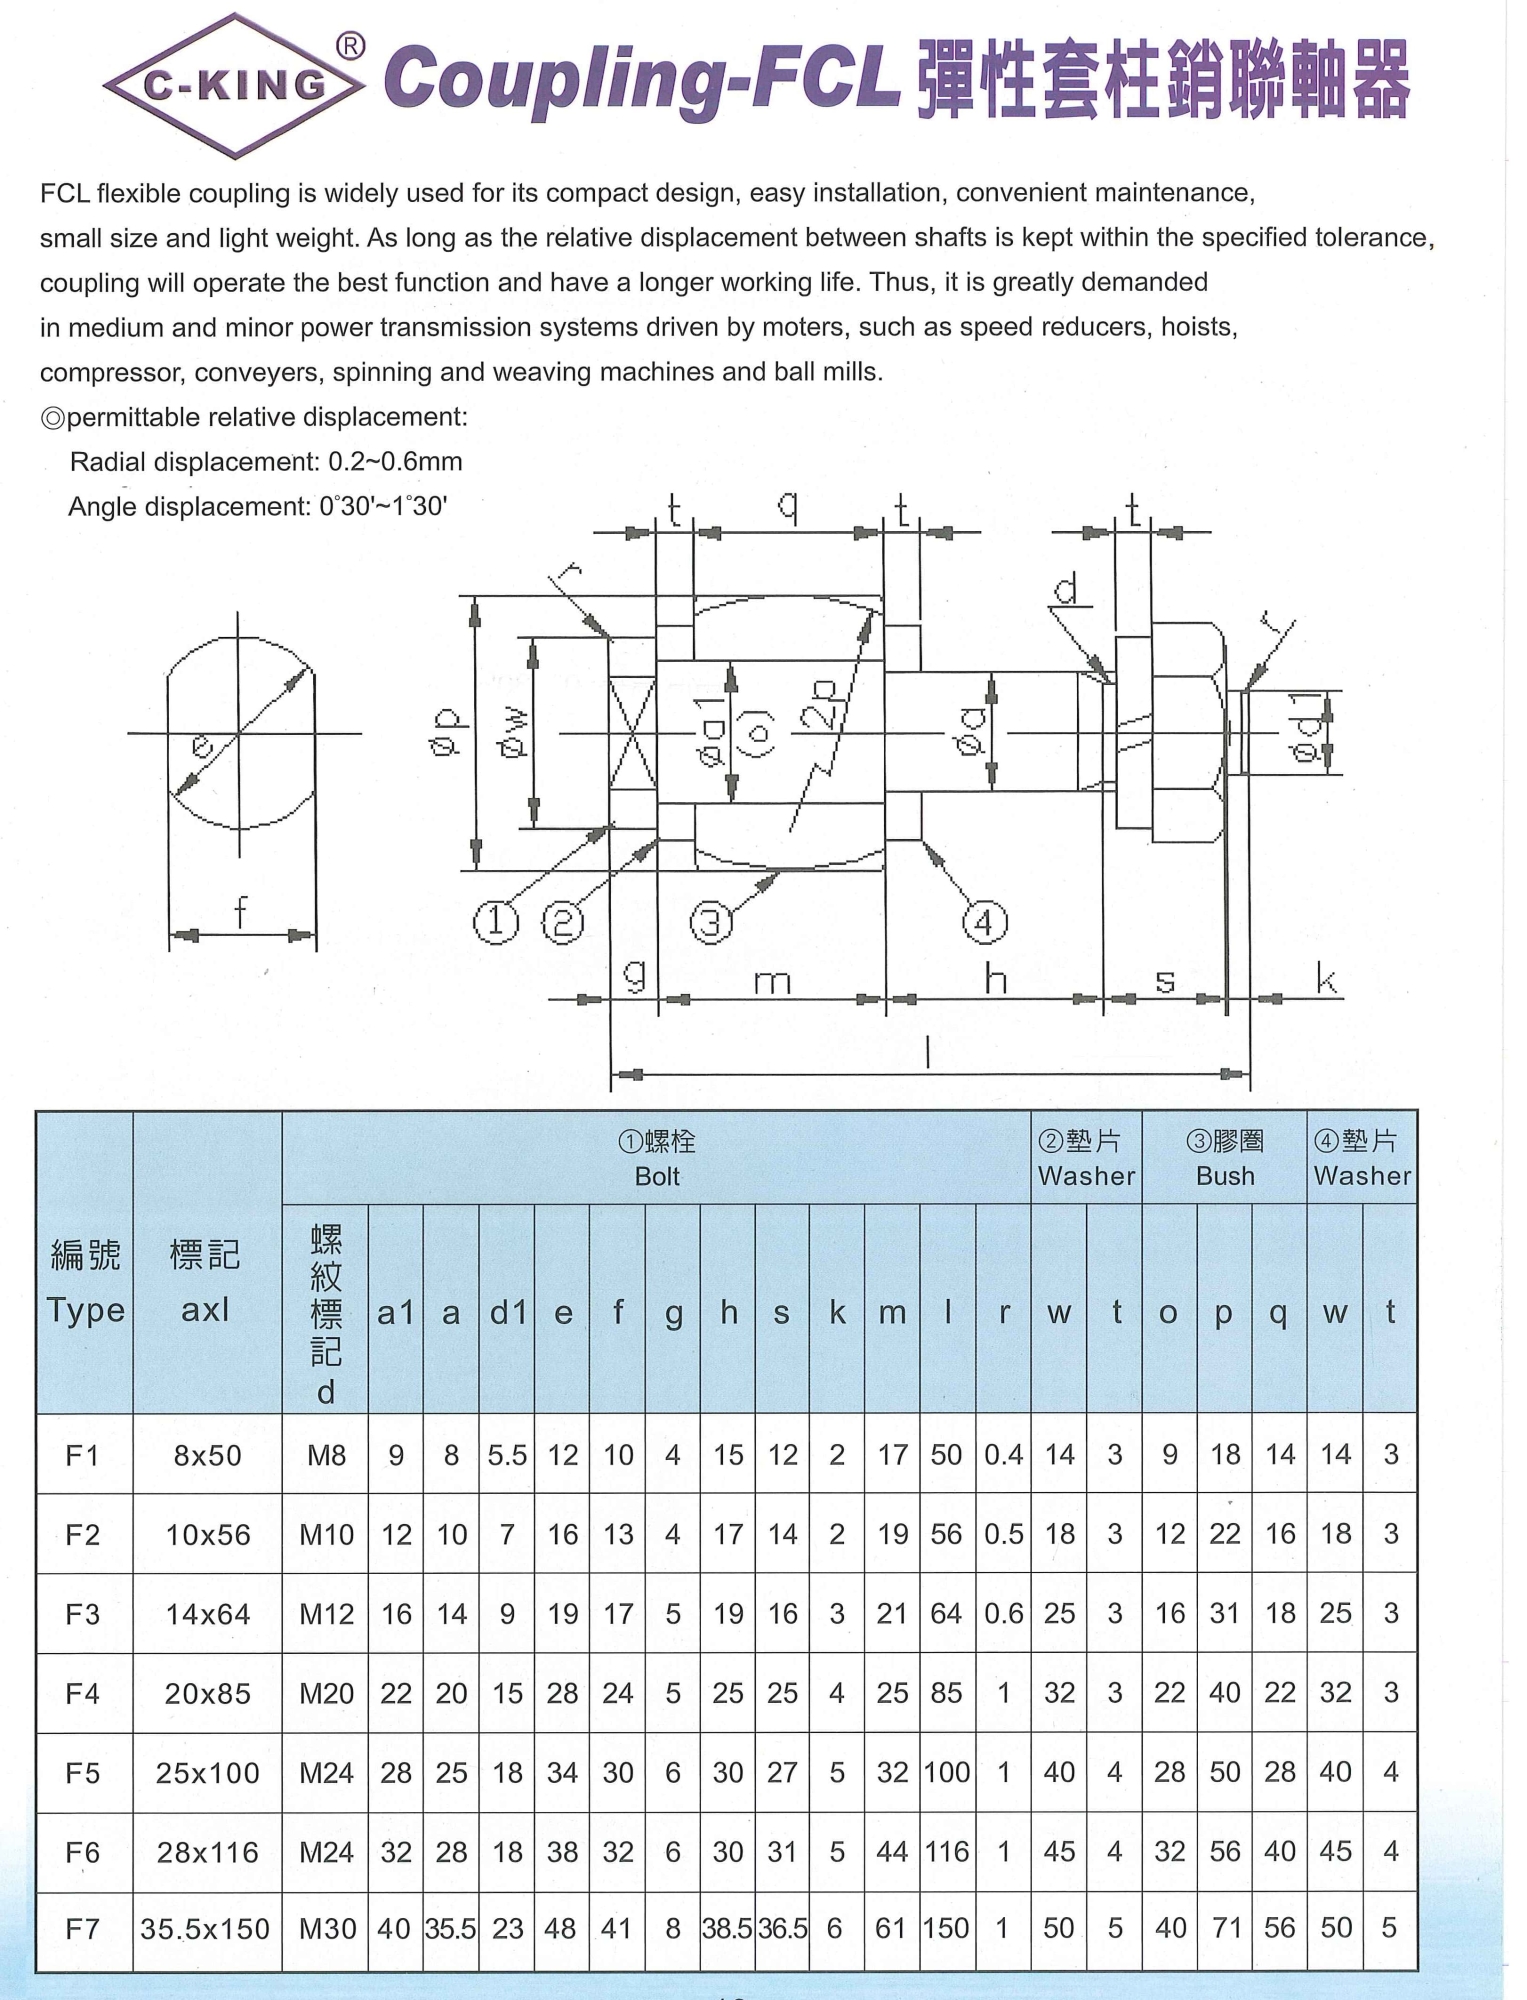 C-KING ® Coupling-FCL 彈性套柱銷聯軸器
FCL flexible coupling is widely used for its compact design, easy installation, convenient maintenance,
small size and light weight. As long as the relative displacement between shafts is kept within the specified tolerance,
coupling will operate the best function and have a longer working life. Thus, it is greatly demanded
in medium and minor power transmission systems driven by moters, such as speed reducers, hoists,
compressor, conveyers, spinning and weaving machines and ball mills.
◎permittable relative displacement:
Radial displacement: 0.2~0.6mm
Angle displacement: 0°30'~1°30'
t q t t
r d r
e øp øw øa1 (o) 2p øa ød1
f ① ② ③ ④
g m h s k
l
①螺栓 ②墊片 ③膠圈 ④墊片
Bolt Washer Bush Washer
編號 標記 螺紋標記
Type axl d a1 a d1 e f g h s k m l r w t o p q w t
F1 8x50 M8 9 8 5.5 12 10 4 15 12 2 17 50 0.4 14 3 9 18 14 14 3
F2 10x56 M10 12 10 7 16 13 4 17 14 2 19 56 0.5 18 3 12 22 16 18 3
F3 14x64 M12 16 14 9 19 17 5 19 16 3 21 64 0.6 25 3 16 31 18 25 3
F4 20x85 M20 22 20 15 28 24 5 25 25 4 25 85 1 32 3 22 40 22 32 3
F5 25x100 M24 28 25 18 34 30 6 30 27 5 32 100 1 40 4 28 50 28 40 4
F6 28x116 M24 32 28 18 38 32 6 30 31 5 44 116 1 45 4 32 56 40 45 4
F7 35.5x150 M30 40 35.5 23 48 41 8 38.5 36.5 6 61 150 1 50 5 40 71 56 50 5